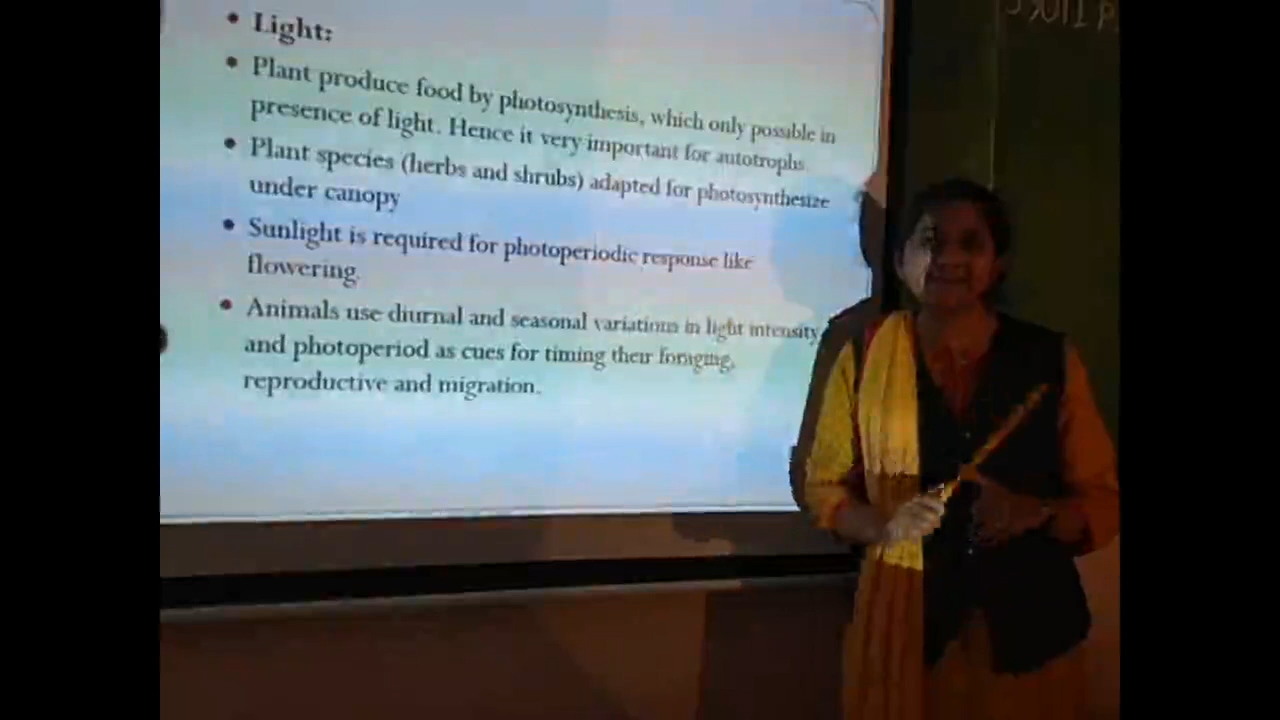 • Light:
• Plant produce food by photosynthesis, which only possible in
presence of light. Hence it very important for autotrophs.
• Plant species (herbs and shrubs) adapted for photosynthesize
under canopy
• Sunlight is required for photoperiodic response like
flowering.
• Animals use diurnal and seasonal variations in light intensity
and photoperiod as cues for timing their foraging,
reproductive and migration.